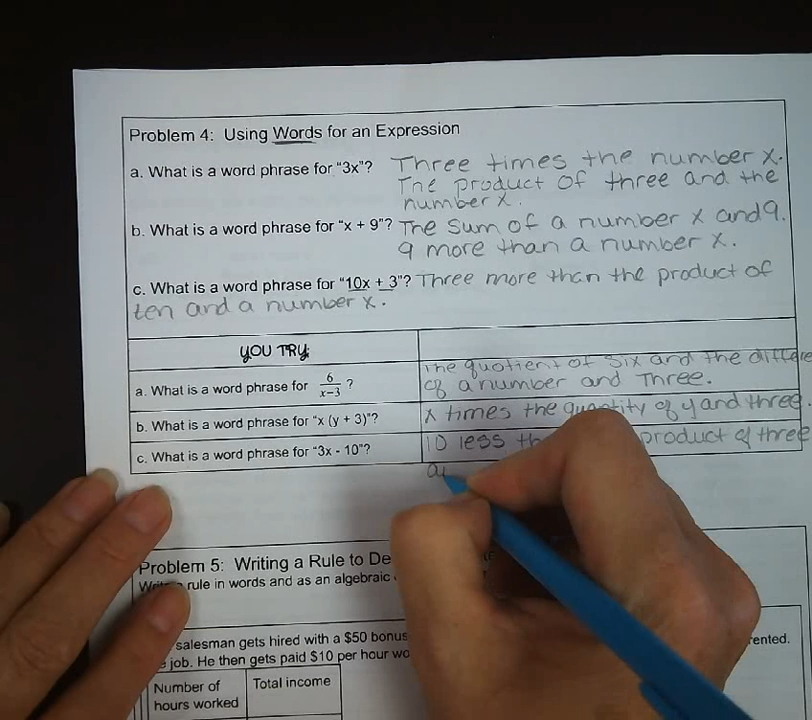 Problem 4: Using Words for an Expression
a. What is a word phrase for "3x"? Three times the number x.
The product of three and the
number x.
b. What is a word phrase for "x + 9"? The sum of a number x and 9.
9 more than a number x.
c. What is a word phrase for "10x + 3"? Three more than the product of
ten and a number x.
YOU TRY:
The quotient of six and the
a. What is a word phrase for 6/(x-3) ?
of a number and Three.
b. What is a word phrase for "x (y + 3)"? x times the quantity of y and three.
c. What is a word phrase for "3x - 10"? 10 less product of three
Problem 5: Writing a Rule to
rule in words and as an algebraic
salesman gets hired with a $50 bonus
rented.
job. He then gets paid $10 per hour
Number of
hours worked
Total income